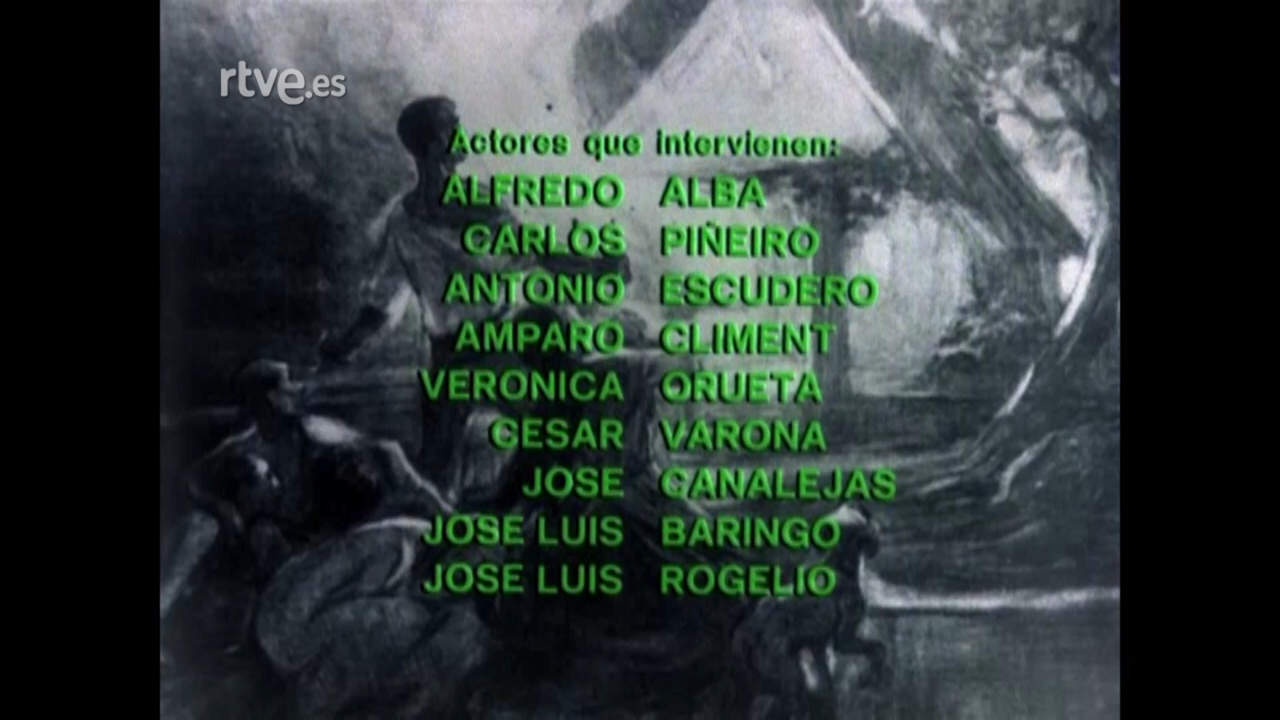 rtve.es
Actores que intervienen:
ALFREDO ALBA
CARLOS PIÑEIRO
ANTONIO ESCUDERO
AMPARO CLIMENT
VERONICA ORUETA
CESAR VARONA
JOSE CANALEJAS
JOSE LUIS BARINGO
JOSE LUIS ROGELIO